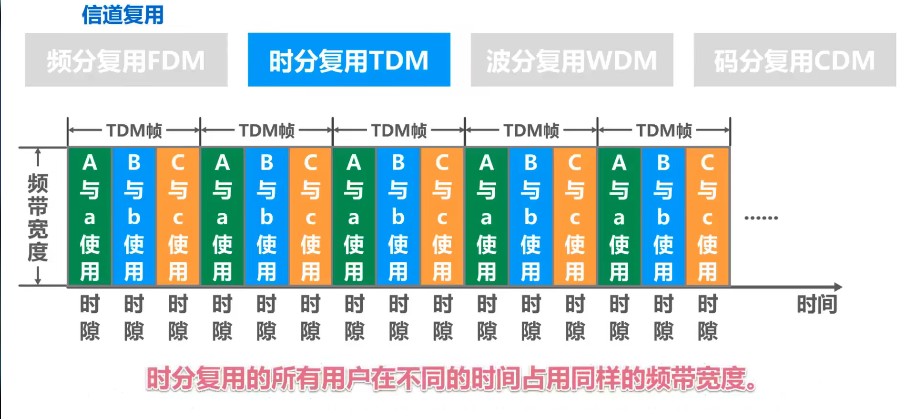 信道复用
频分复用FDM 时分复用TDM 波分复用WDM 码分复用CDM
TDM帧 TDM帧 TDM帧 TDM帧 TDM帧
频带宽度
A与a使用 B与b使用 C与c使用 A与a使用 B与b使用 C与c使用 A与a使用 B与b使用 C与c使用 A与a使用 B与b使用 C与c使用 A与a使用 B与b使用 C与c使用 ……
时隙 时隙 时隙 时隙 时隙 时隙 时隙 时隙 时隙 时隙 时隙 时隙 时隙 时隙 时隙 时间
时分复用的所有用户在不同的时间占用同样的频带宽度。